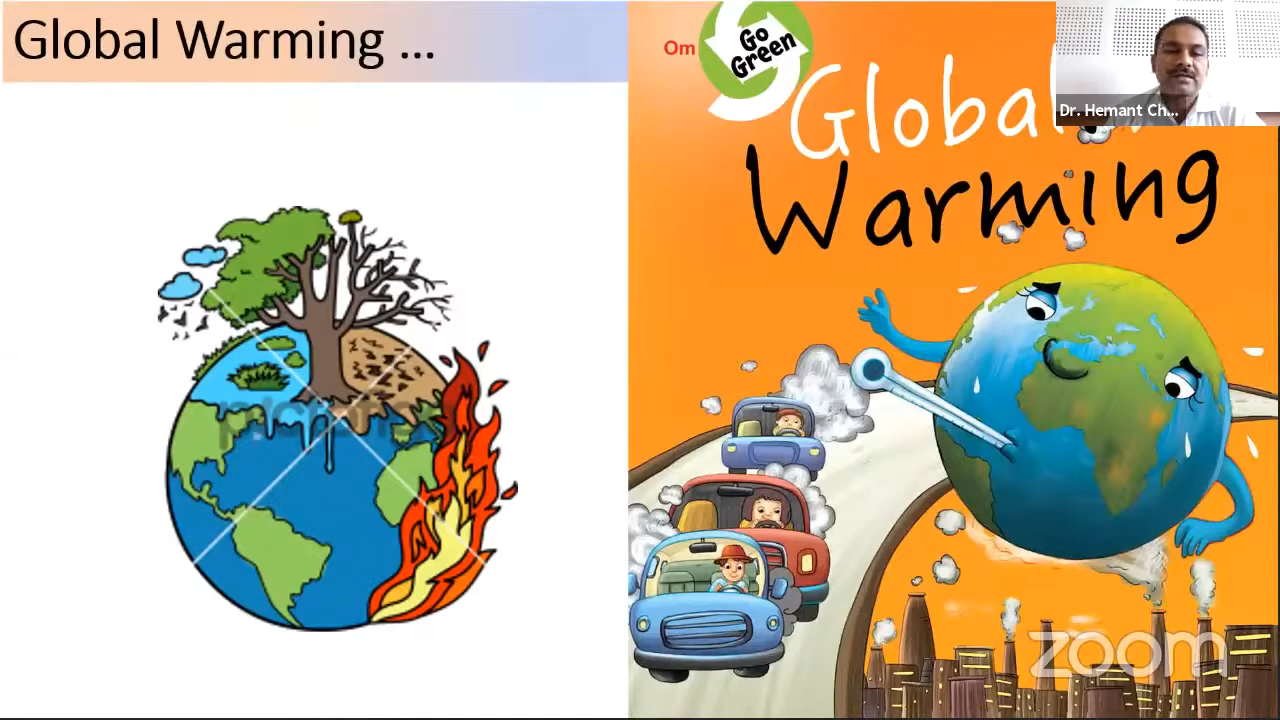 Global Warming ...
Om
Go
Green
Global
Warming
Dr. Hemant Ch...
zoom